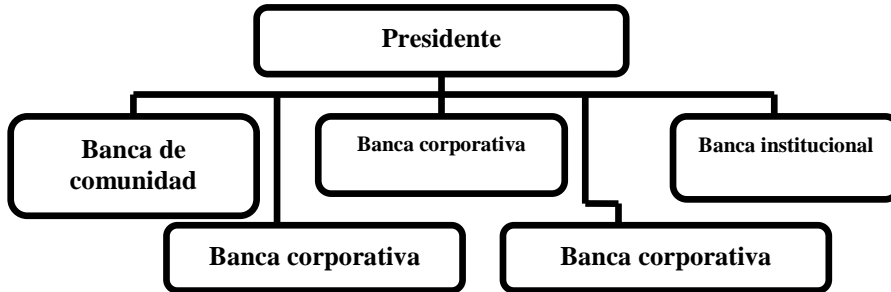 Presidente
Banca de
comunidad
Banca corporativa
Banca institucional
Banca corporativa
Banca corporativa